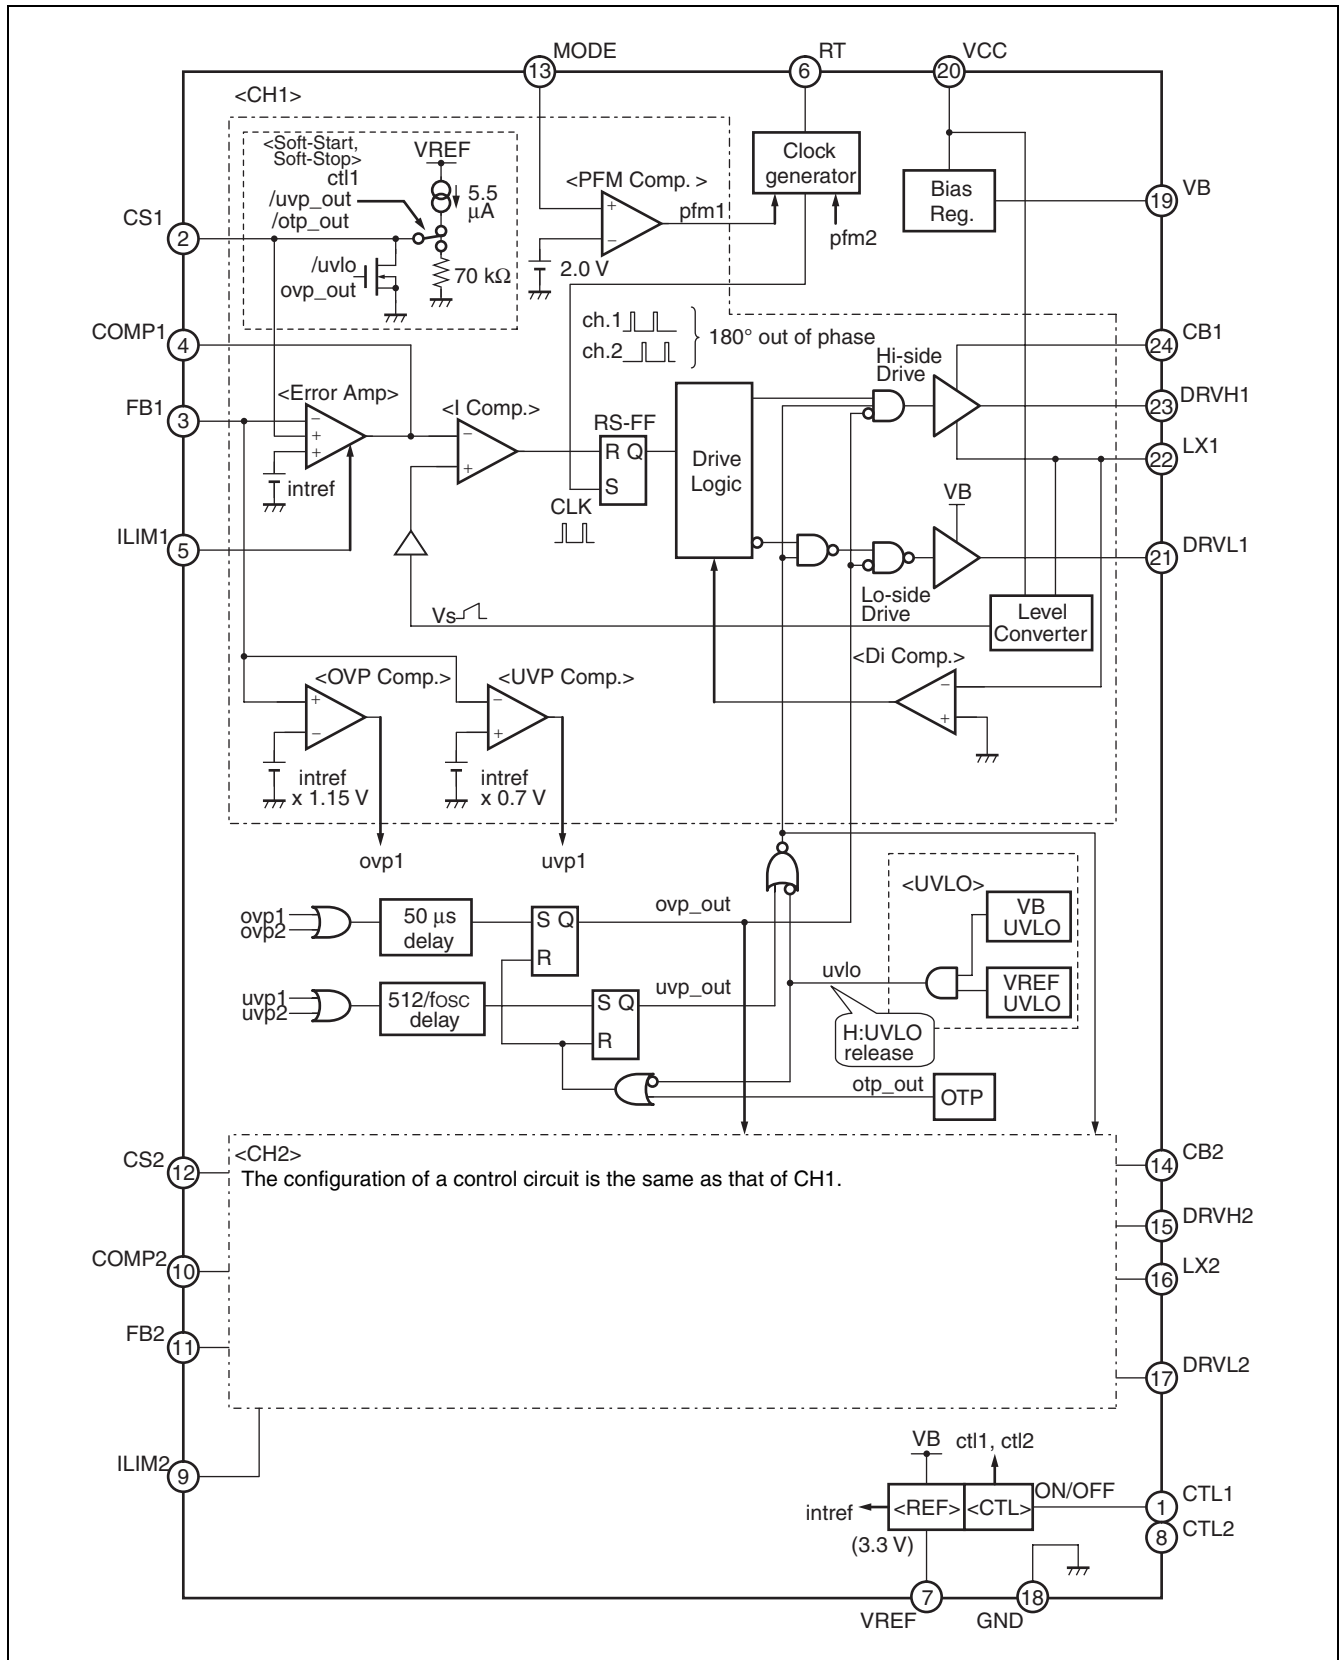 MODE
13
RT
6
VCC
20
<CH1>
<Soft-Start,
Soft-Stop>
ctl1
/uvp_out
/otp_out
VREF
5.5
μA
<PFM Comp. >
+
−
pfm1
Clock
generator
pfm2
Bias
Reg.
VB
19
CS1
2
/uvlo
ovp_out
70 kΩ
2.0 V
COMP1
4
ch.1
ch.2
180° out of phase
Hi-side
Drive
CB1
24
FB1
3
<Error Amp>
−
+
+
intref
<I Comp.>
−
+
RS-FF
R Q
S
CLK
Drive
Logic
DRVH1
23
LX1
22
VB
ILIM1
5
DRVL1
21
Lo-side
Drive
Vs
Level
Converter
<Di Comp.>
−
+
<OVP Comp.>
+
−
intref
x 1.15 V
<UVP Comp.>
−
+
intref
x 0.7 V
ovp1
uvp1
<UVLO>
VB
UVLO
VREF
UVLO
ovp1
ovp2
50 μs
delay
S Q
R
ovp_out
uvp1
uvp2
512/fOSC
delay
S Q
R
uvp_out
uvlo
H:UVLO
release
otp_out
OTP
<CH2>
The configuration of a control circuit is the same as that of CH1.
CS2
12
CB2
14
DRVH2
15
COMP2
10
LX2
16
FB2
11
DRVL2
17
ILIM2
9
VB
ctl1, ctl2
intref
<REF>
<CTL>
ON/OFF
CTL1
1
8
CTL2
(3.3 V)
7
VREF
18
GND